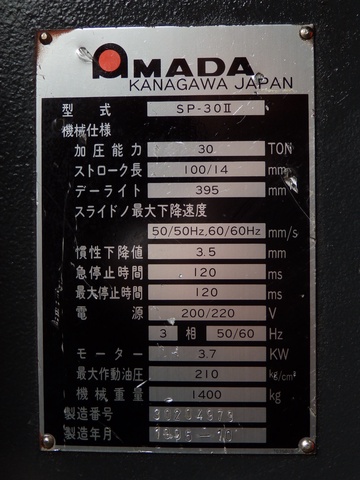 AMADA
KANAGAWA JAPAN
型式 SP-30Ⅱ
機械仕様
加圧能力 30 TON
ストローク長 100/14 mm
デーライト 395 mm
スライドノ最大下降速度
50/50Hz,60/60Hz mm/s
慣性下降値 3.5 mm
急停止時間 120 ms
最大停止時間 120 ms
電源 200/220 V
3 相 50/60 Hz
モーター 3.7 KW
最大作動油圧 210 kg/cm²
機械重量 1400 kg
製造番号
製造年月